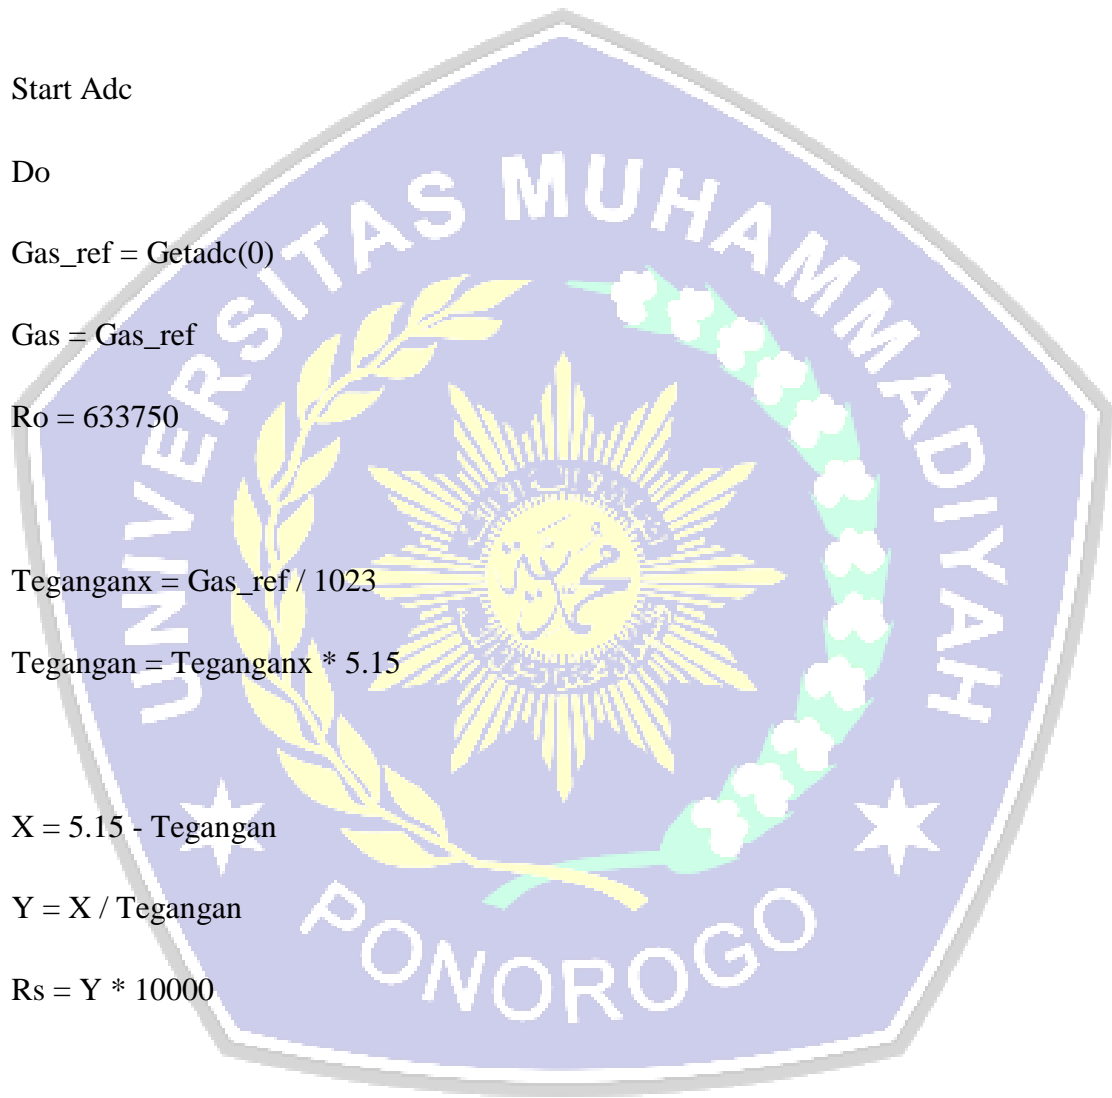 Start Adc
Do
Gas_ref = Getadc(0)
Gas = Gas_ref
Ro = 633750
Teganganx = Gas_ref / 1023
Tegangan = Teganganx * 5.15
X = 5.15 - Tegangan
Y = X / Tegangan
Rs = Y * 10000
UNIVERSITAS MUHAMMADIYAH
PONOROGO